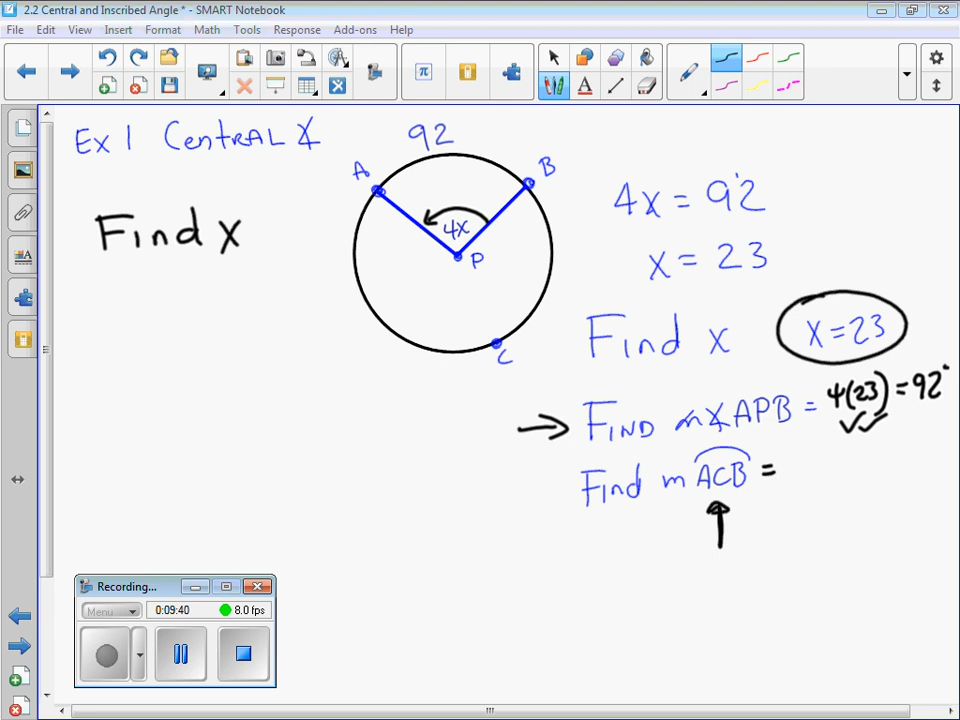 2.2 Central and Inscribed Angle * - SMART Notebook
File Edit View Insert Format Math Tools Response Add-ons Help
Ex 1 Central ∡
92
A
B
4x
P
C
Find x
4x = 92
x = 23
Find x x = 23
→ FIND m∡APB = 4(23) = 92°
Find m ACB =
Recording...
Menu 0:09:40 8.0 fps